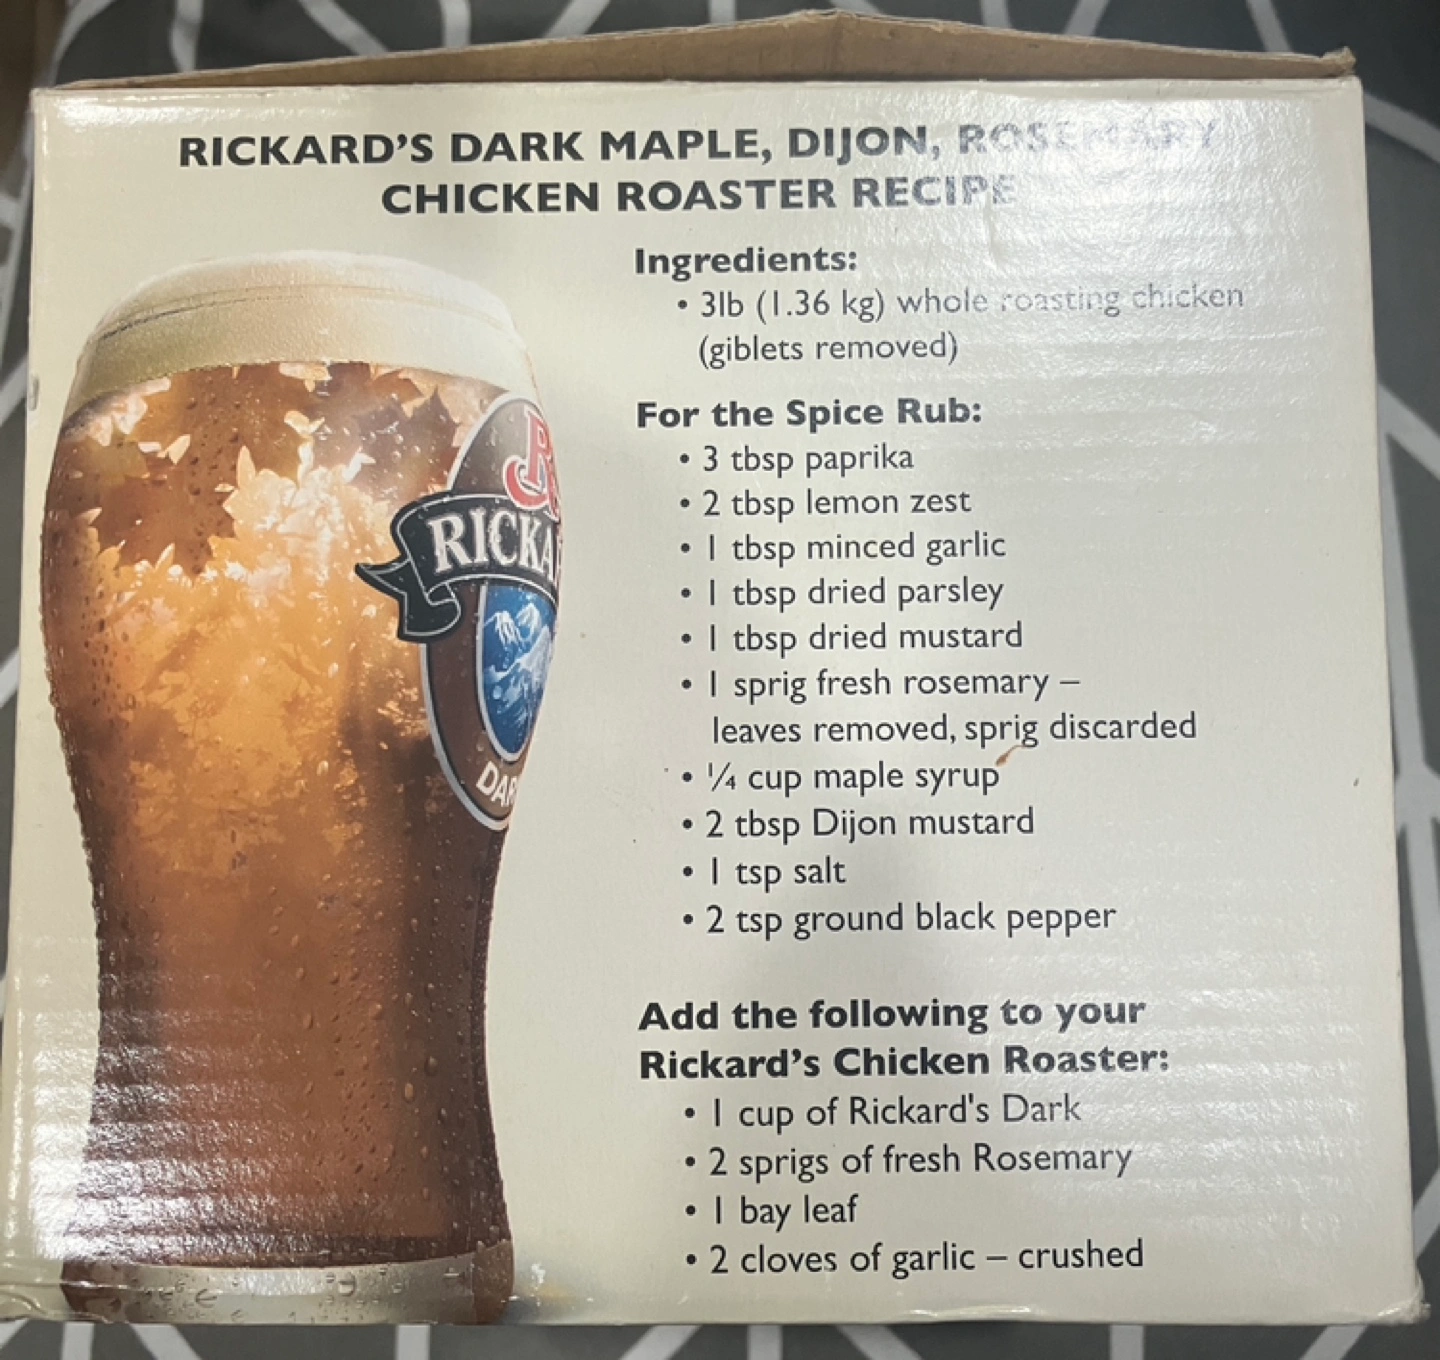 RICKARD'S DARK MAPLE, DIJON, ROSEMARY
CHICKEN ROASTER RECIPE
Ingredients:
• 3lb (1.36 kg) whole roasting chicken
(giblets removed)
For the Spice Rub:
• 3 tbsp paprika
• 2 tbsp lemon zest
• 1 tbsp minced garlic
• 1 tbsp dried parsley
• 1 tbsp dried mustard
• 1 sprig fresh rosemary –
leaves removed, sprig discarded
• ¼ cup maple syrup
• 2 tbsp Dijon mustard
• 1 tsp salt
• 2 tsp ground black pepper
Add the following to your
Rickard's Chicken Roaster:
• 1 cup of Rickard's Dark
• 2 sprigs of fresh Rosemary
• 1 bay leaf
• 2 cloves of garlic – crushed
R
RICKA
DAR